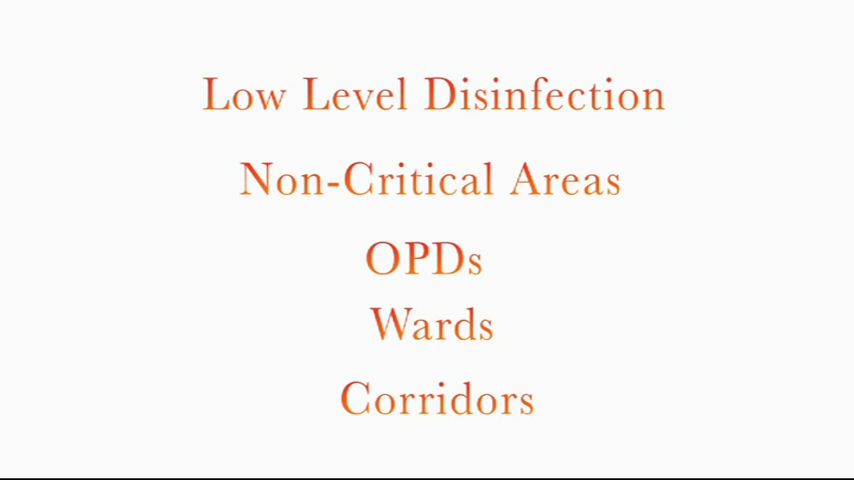 Low Level Disinfection
Non-Critical Areas
OPDs
Wards
Corridors